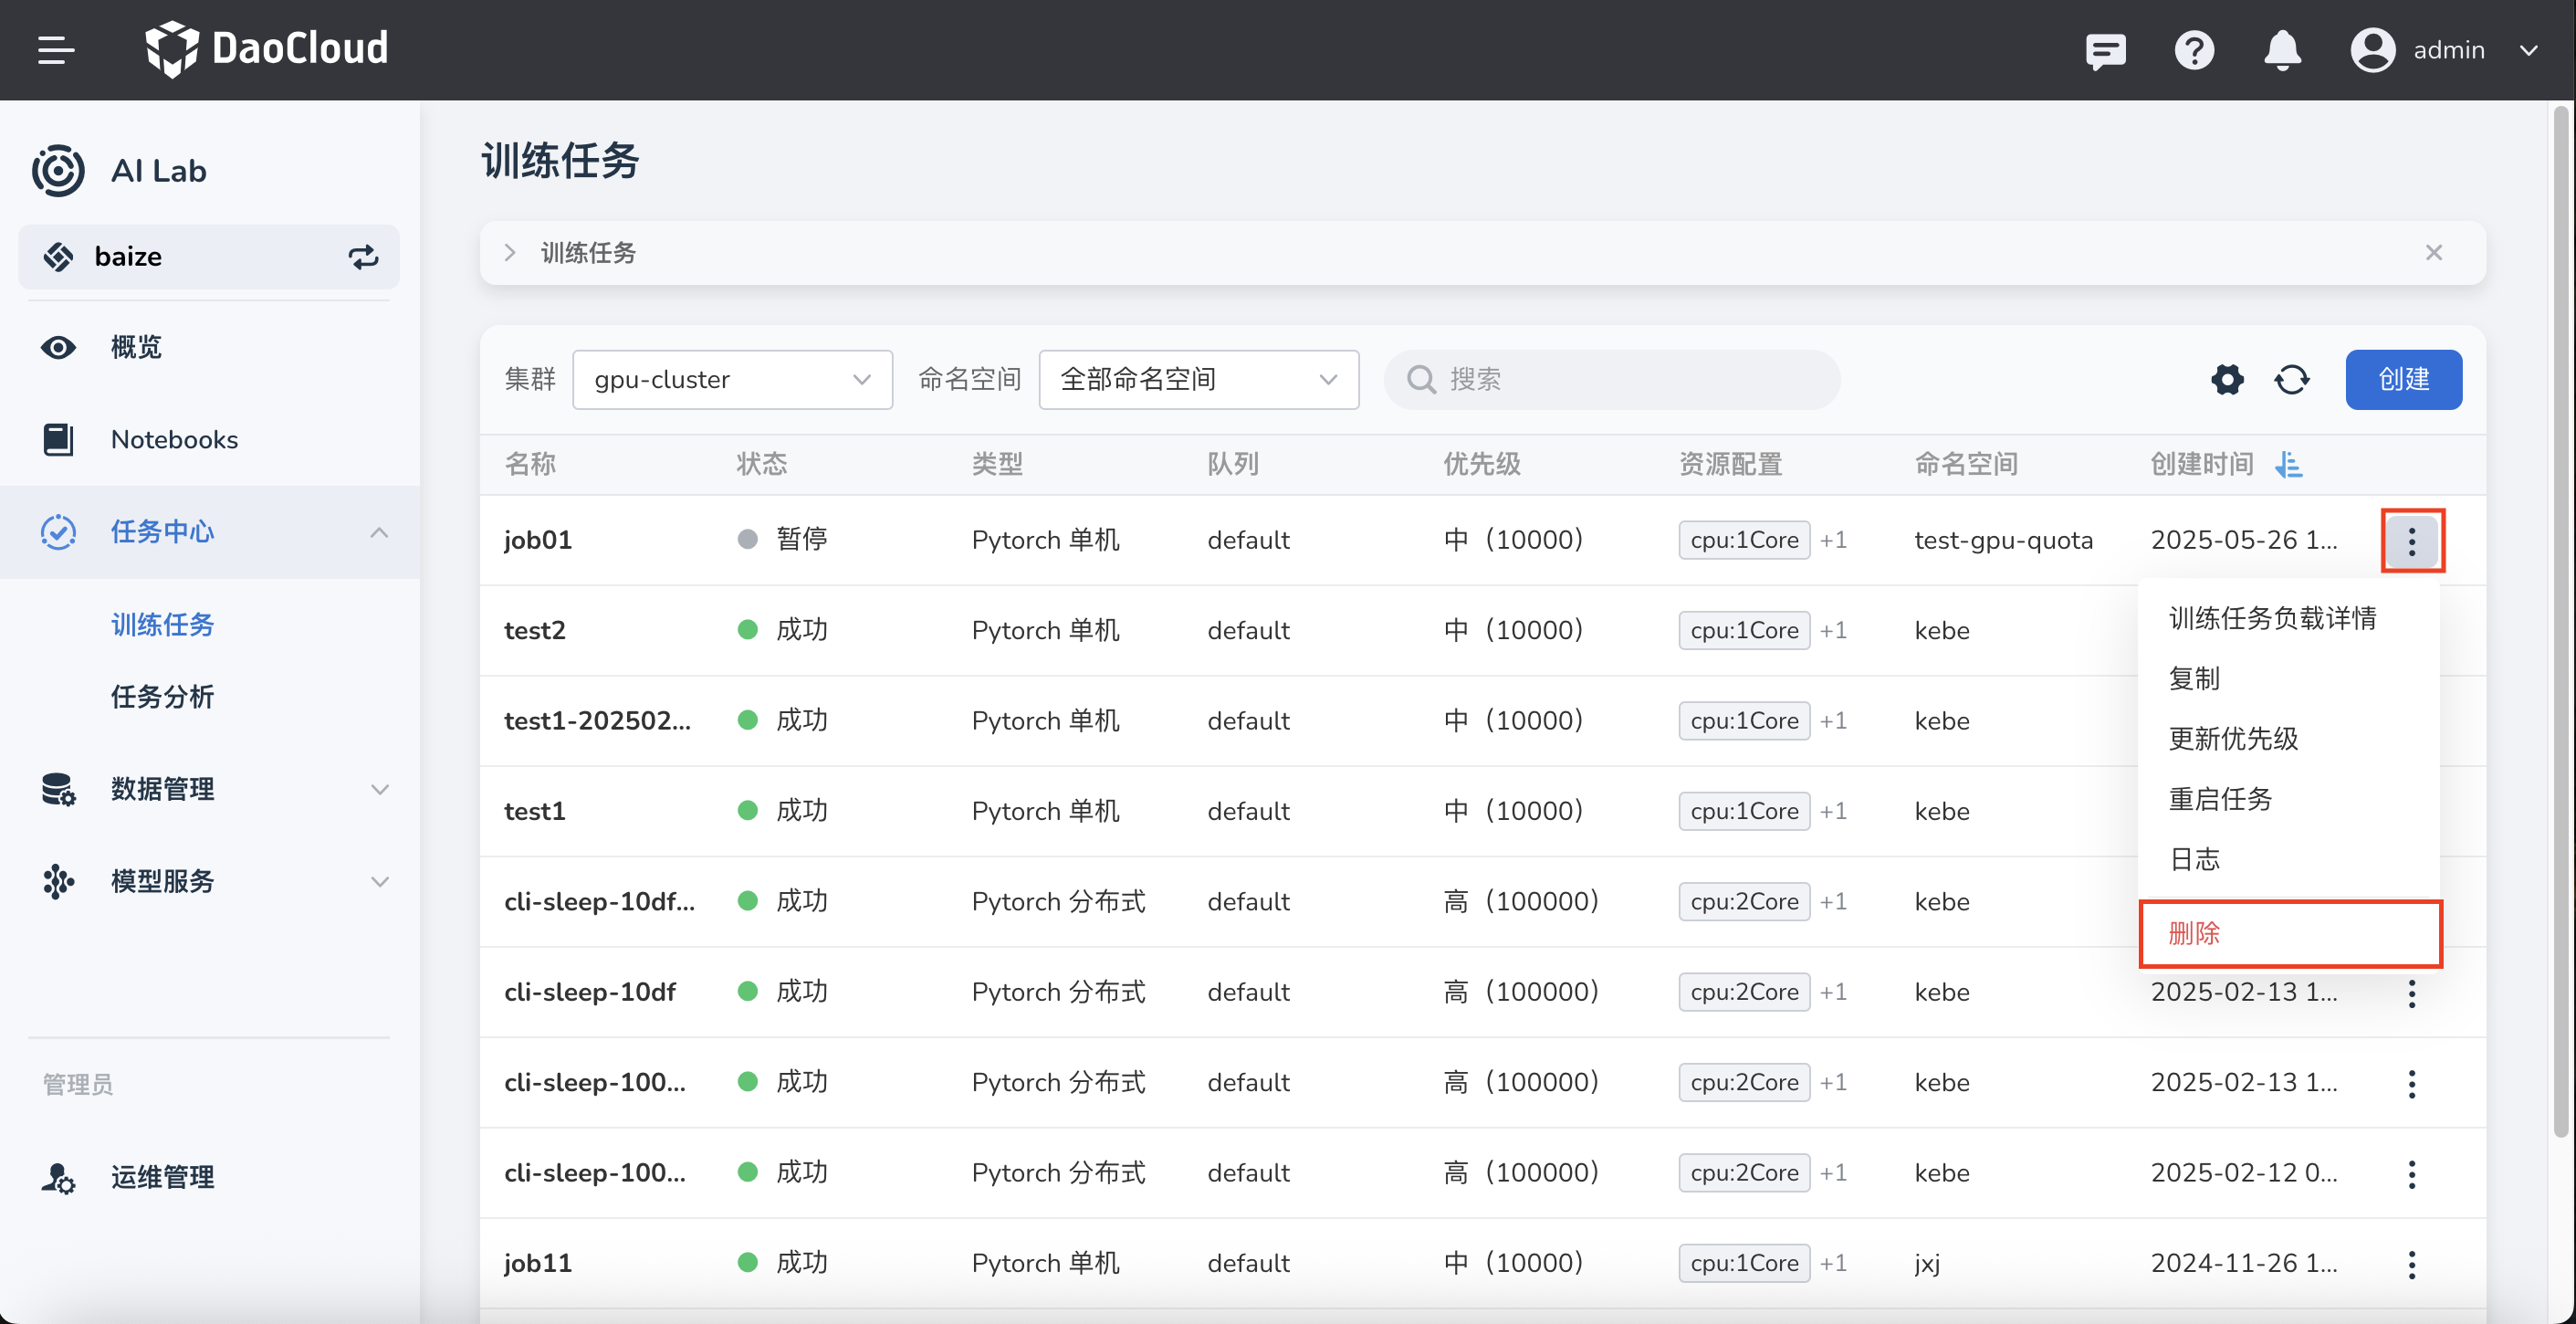 DaoCloud
admin
AI Lab
baize
概览
Notebooks
任务中心
训练任务
任务分析
数据管理
模型服务
管理员
运维管理
训练任务
训练任务
集群 gpu-cluster 命名空间 全部命名空间 搜索 创建
名称 状态 类型 队列 优先级 资源配置 命名空间 创建时间
job01 暂停 Pytorch 单机 default 中（10000） cpu:1Core +1 test-gpu-quota 2025-05-26 1...
test2 成功 Pytorch 单机 default 中（10000） cpu:1Core +1 kebe
test1-202502... 成功 Pytorch 单机 default 中（10000） cpu:1Core +1 kebe
test1 成功 Pytorch 单机 default 中（10000） cpu:1Core +1 kebe
cli-sleep-10df... 成功 Pytorch 分布式 default 高（100000） cpu:2Core +1 kebe
cli-sleep-10df 成功 Pytorch 分布式 default 高（100000） cpu:2Core +1 kebe 2025-02-13 1...
cli-sleep-100... 成功 Pytorch 分布式 default 高（100000） cpu:2Core +1 kebe 2025-02-13 1...
cli-sleep-100... 成功 Pytorch 分布式 default 高（100000） cpu:2Core +1 kebe 2025-02-12 0...
job11 成功 Pytorch 单机 default 中（10000） cpu:1Core +1 jxj 2024-11-26 1...
训练任务负载详情
复制
更新优先级
重启任务
日志
删除